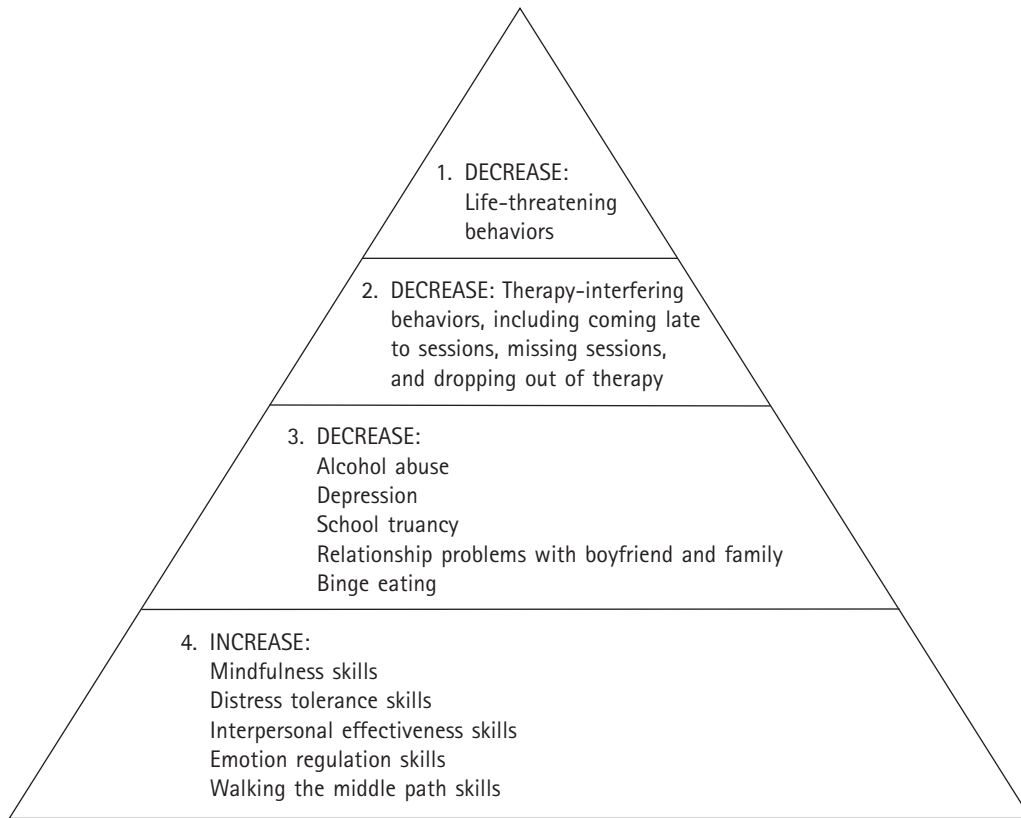 1. DECREASE:
Life-threatening
behaviors
2. DECREASE: Therapy-interfering
behaviors, including coming late
to sessions, missing sessions,
and dropping out of therapy
3. DECREASE:
Alcohol abuse
Depression
School truancy
Relationship problems with boyfriend and family
Binge eating
4. INCREASE:
Mindfulness skills
Distress tolerance skills
Interpersonal effectiveness skills
Emotion regulation skills
Walking the middle path skills